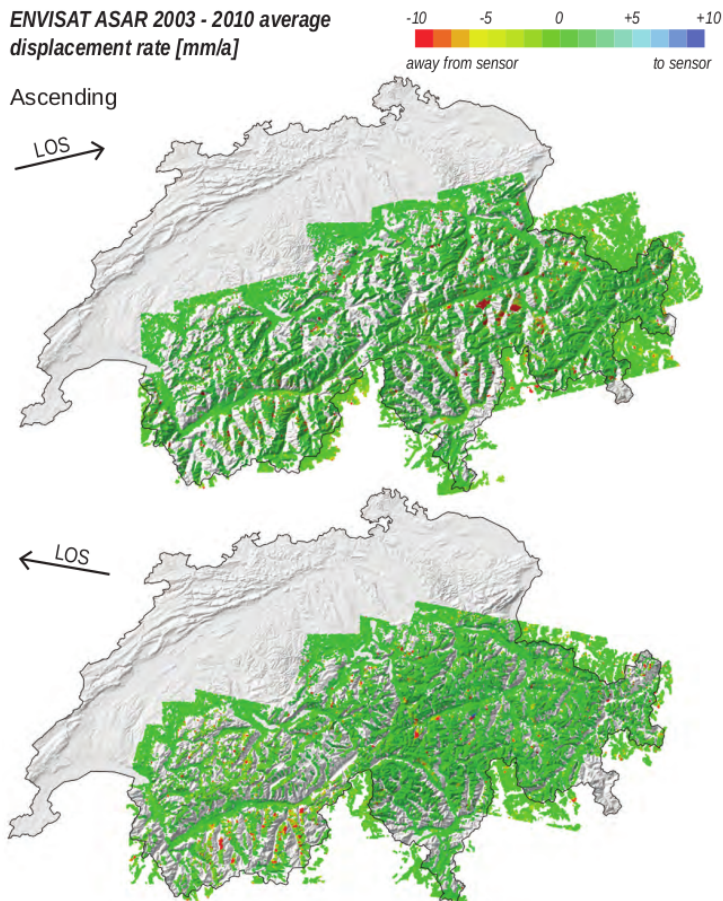 ENVISAT ASAR 2003 - 2010 average
displacement rate [mm/a]
-10 -5 0 +5 +10
away from sensor to sensor
Ascending
LOS
LOS